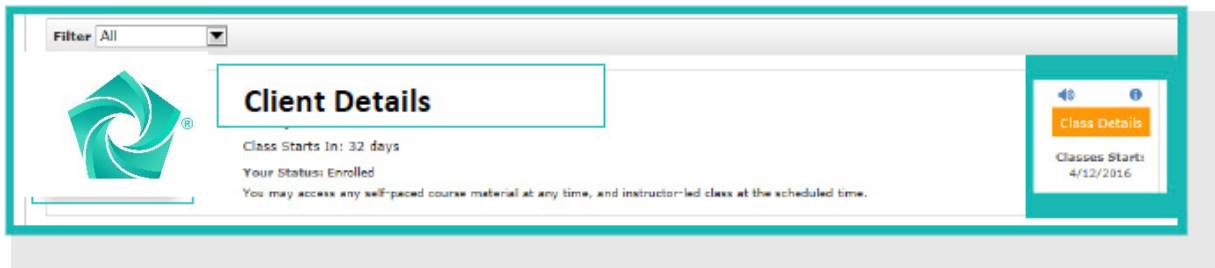 Filter All
Client Details
®
Class Starts In: 32 days
Your Status: Enrolled
You may access any self-paced course material at any time, and instructor-led class at the scheduled time.
Class Details
Classes Start:
4/12/2016